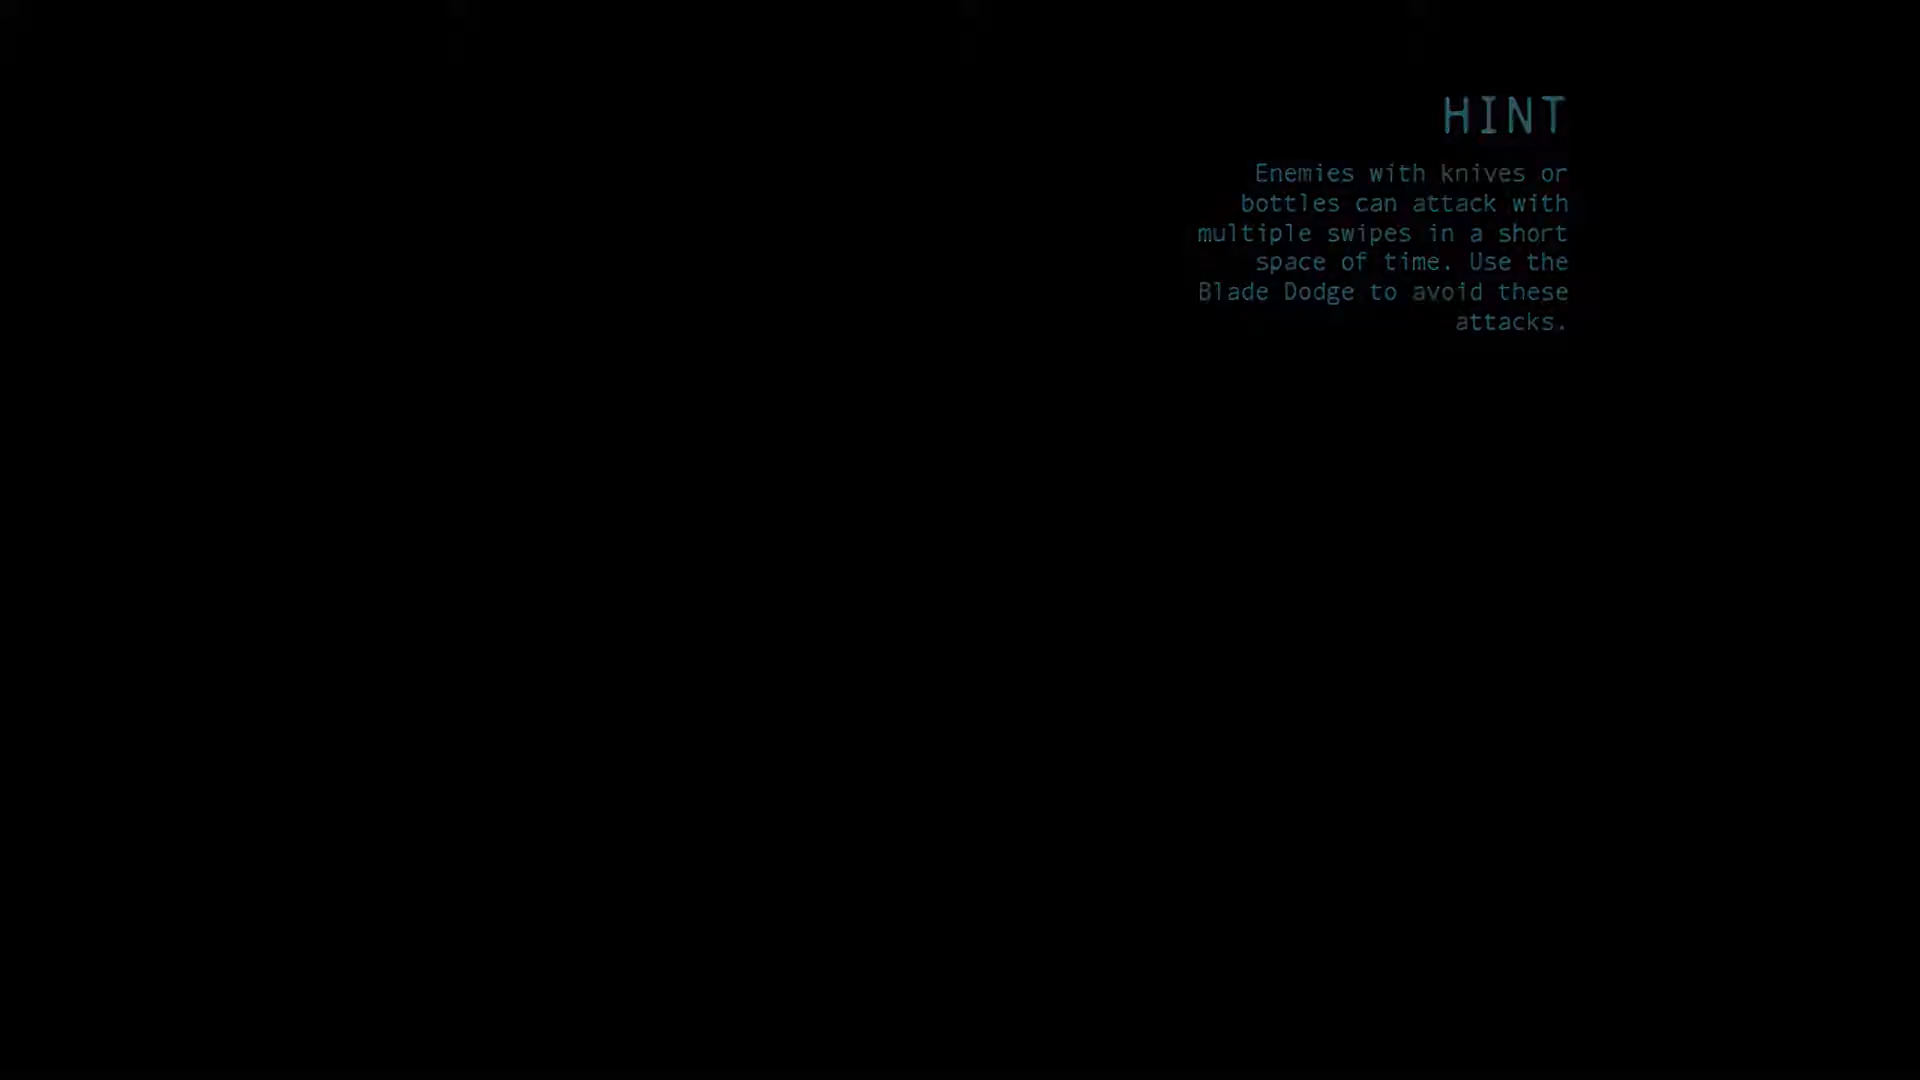 HINT
Enemies with knives or
bottles can attack with
multiple swipes in a short
space of time. Use the
Blade Dodge to avoid these
attacks.